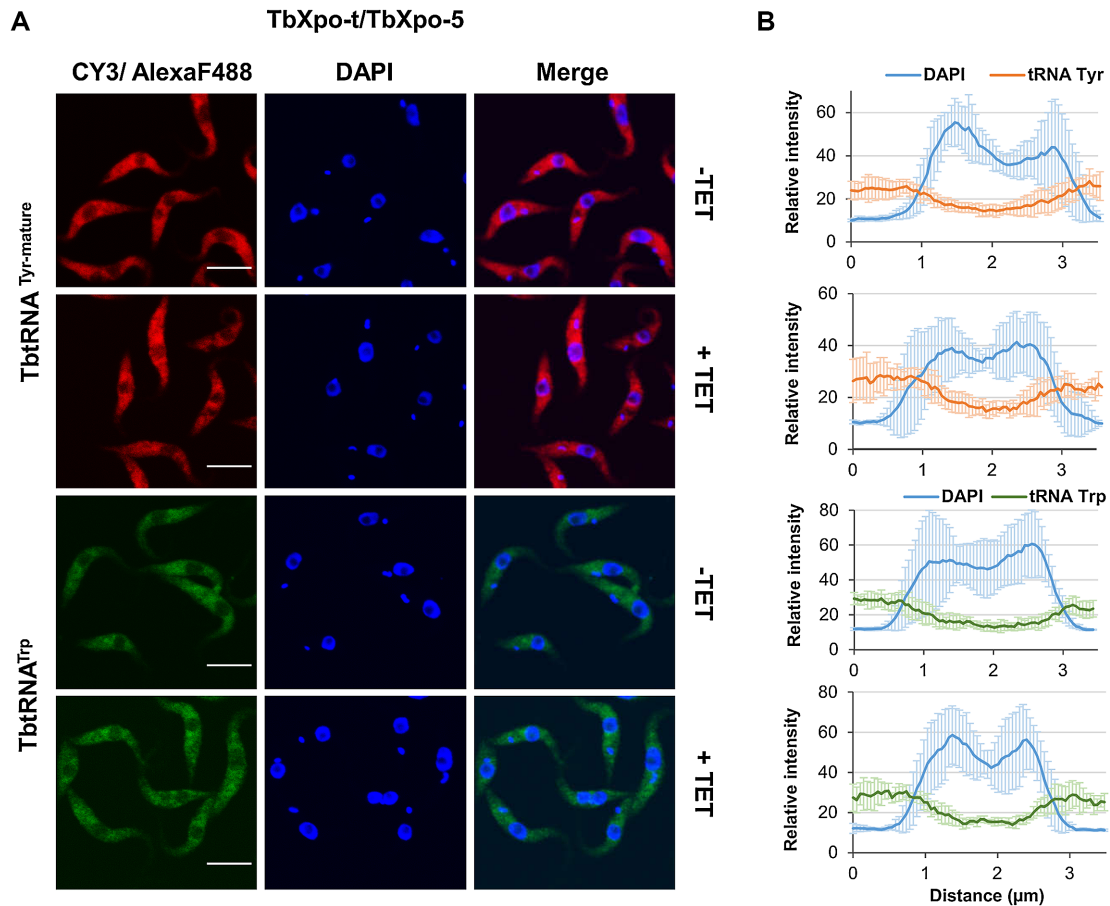 A
TbXpo-t/TbXpo-5
B
CY3/ AlexaF488
DAPI
Merge
TbtRNA Tyr-mature
-TET
+ TET
TbtRNATrp
-TET
+ TET
DAPI
tRNA Tyr
Relative intensity
60
40
20
0
0 1 2 3
Relative intensity
60
40
20
0
0 1 2 3
DAPI
tRNA Trp
Relative intensity
80
60
40
20
0
0 1 2 3
Relative intensity
80
60
40
20
0
0 1 2 3
Distance (µm)